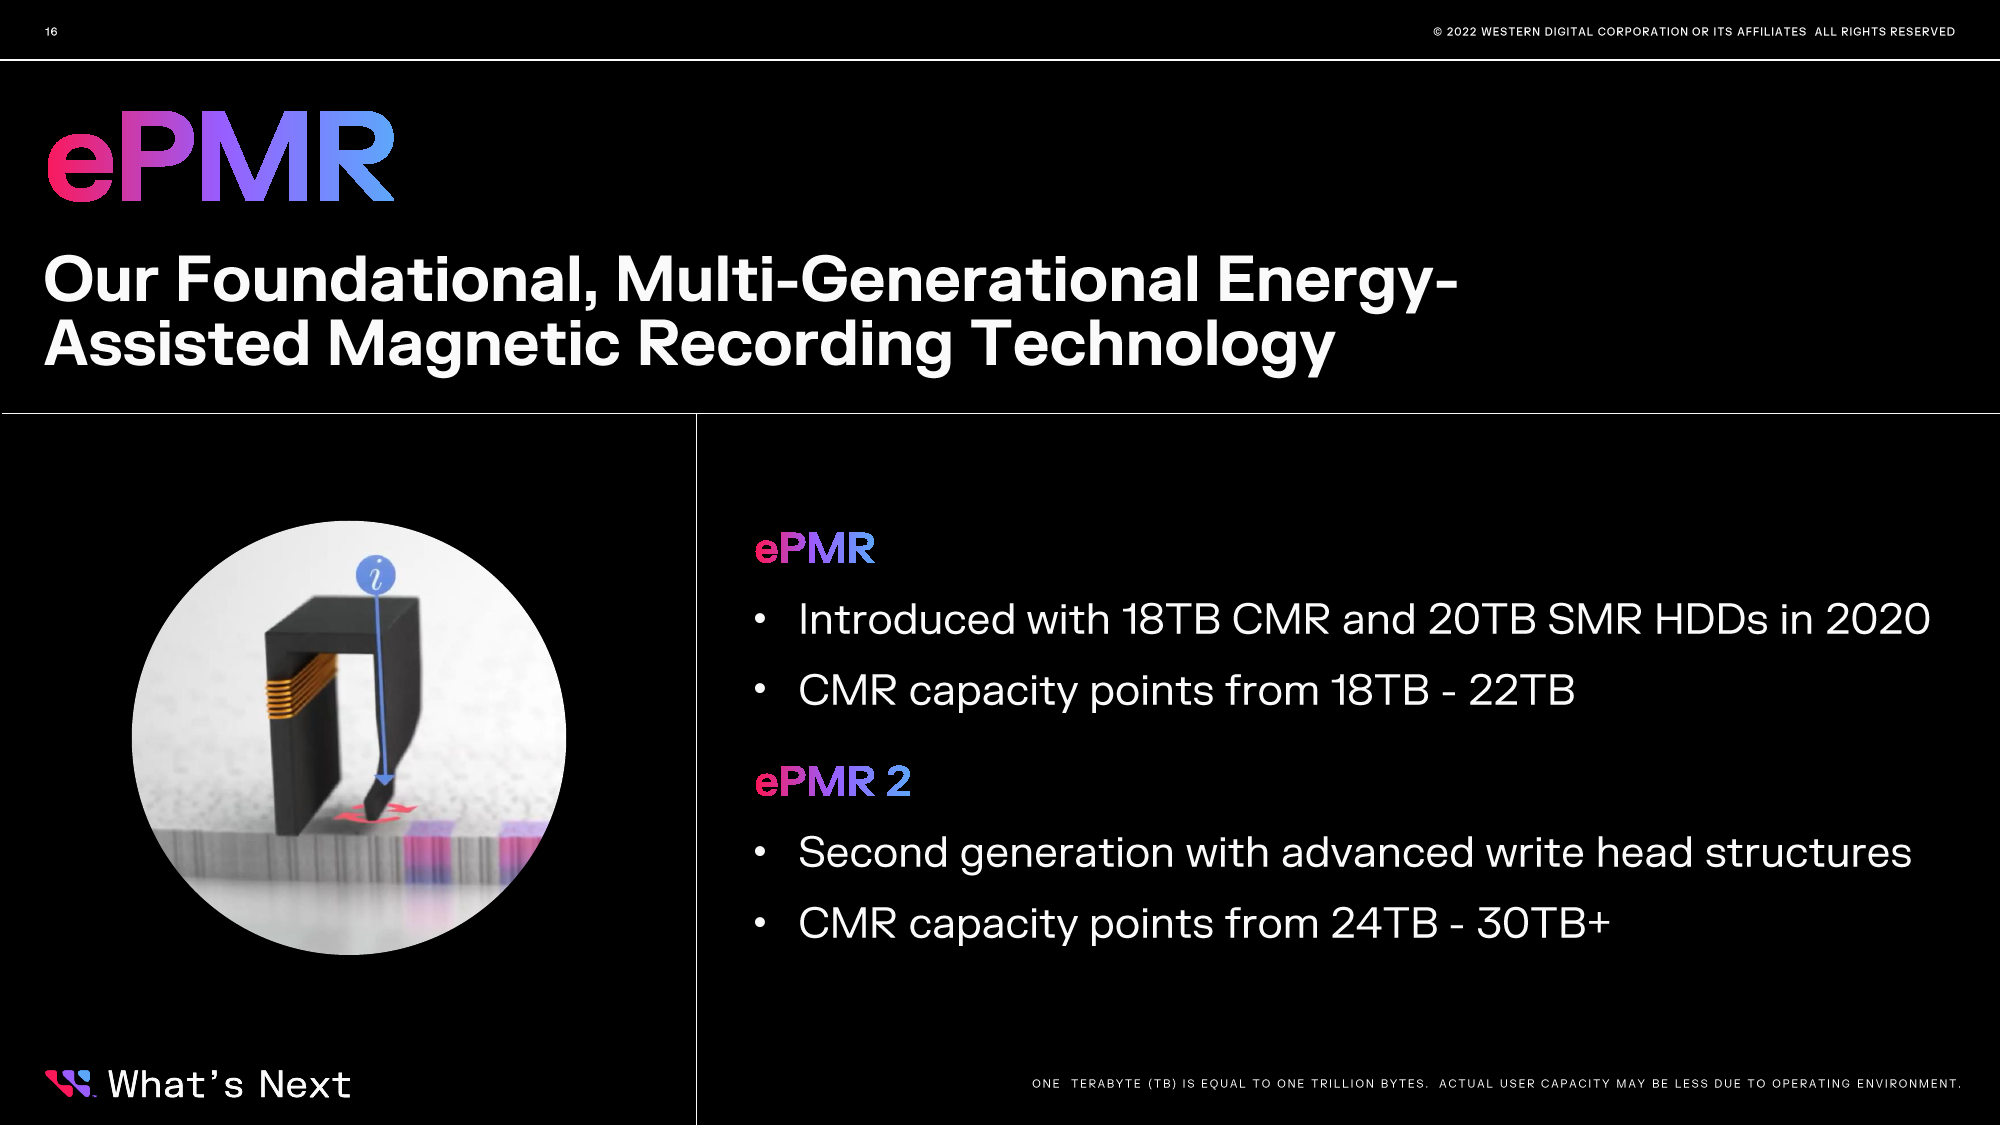 16
© 2022 WESTERN DIGITAL CORPORATION OR ITS AFFILIATES ALL RIGHTS RESERVED
ePMR
Our Foundational, Multi-Generational Energy-
Assisted Magnetic Recording Technology
i
ePMR
• Introduced with 18TB CMR and 20TB SMR HDDs in 2020
• CMR capacity points from 18TB - 22TB
ePMR 2
• Second generation with advanced write head structures
• CMR capacity points from 24TB - 30TB+
What's Next
ONE TERABYTE (TB) IS EQUAL TO ONE TRILLION BYTES. ACTUAL USER CAPACITY MAY BE LESS DUE TO OPERATING ENVIRONMENT.